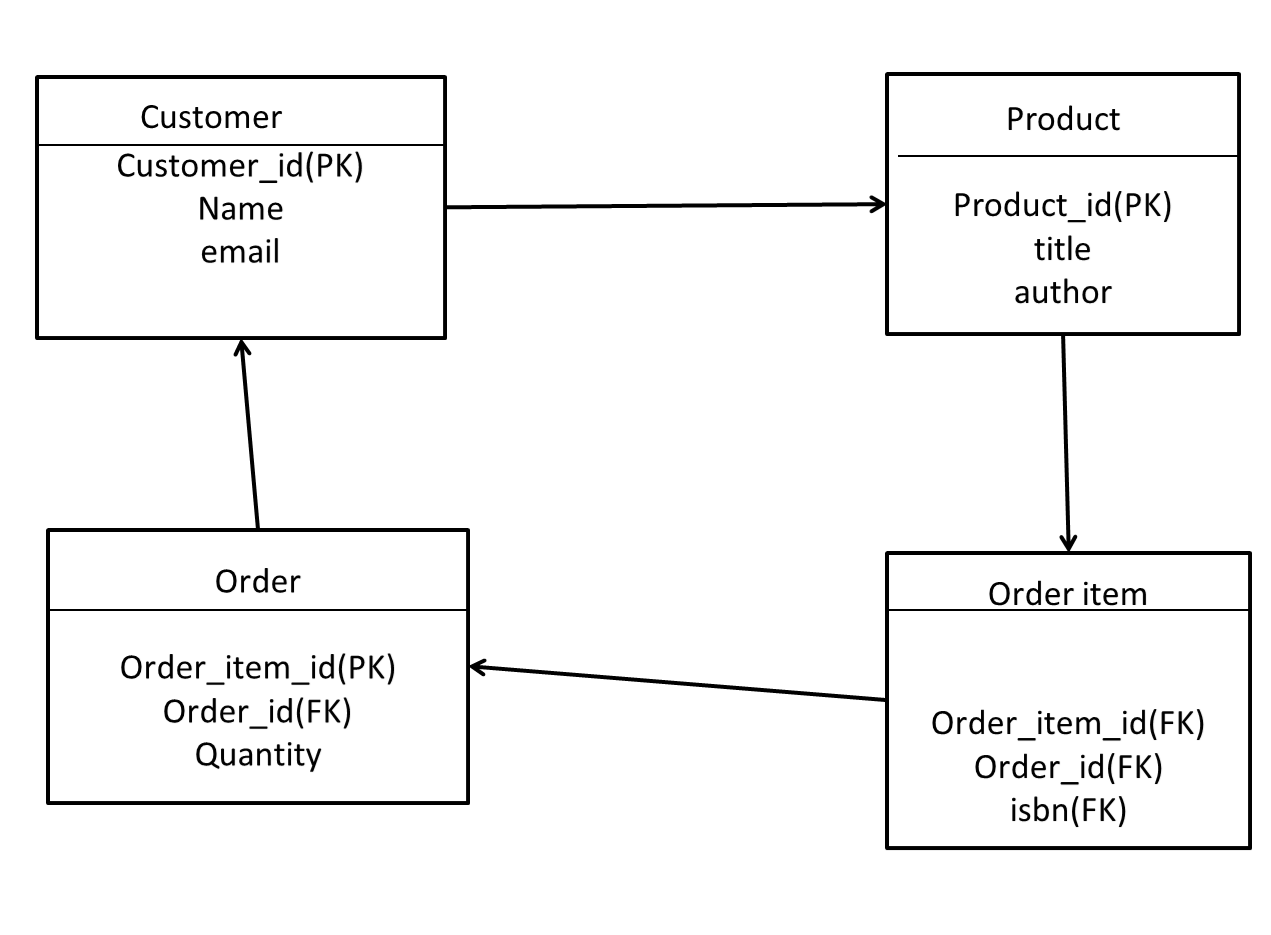 Customer
Customer_id(PK)
Name
email
Product
Product_id(PK)
title
author
Order
Order_item_id(PK)
Order_id(FK)
Quantity
Order item
Order_item_id(FK)
Order_id(FK)
isbn(FK)